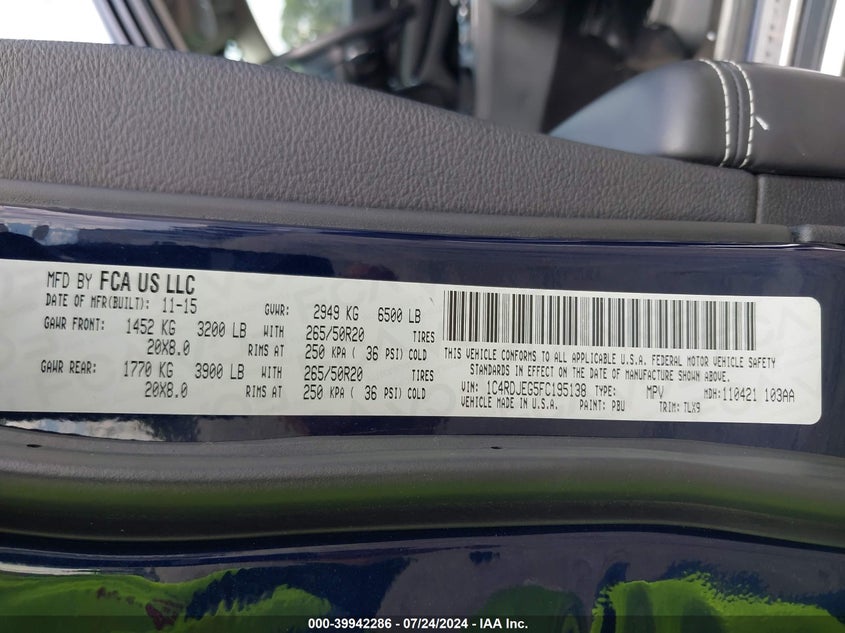 MFD BY FCA US LLC
DATE OF MFR(BUILT): 11-15 GVWR: 2949 KG 6500 LB
GAWR FRONT: 1452 KG 3200 LB WITH 265/50R20 TIRES
20X8.0 RIMS AT 250 KPA ( 36 PSI) COLD
GAWR REAR: 1770 KG 3900 LB WITH 265/50R20 TIRES
20X8.0 RIMS AT 250 KPA ( 36 PSI) COLD
THIS VEHICLE CONFORMS TO ALL APPLICABLE U.S.A. FEDERAL MOTOR VEHICLE SAFETY
STANDARDS IN EFFECT ON THE DATE OF MANUFACTURE SHOWN ABOVE.
VIN: 1C4RDJEG5FC195138 TYPE: MPV MDH: 110421 103AA
VEHICLE MADE IN U.S.A. PAINT: PBU TRIM: TLX9
000-39942286 - 07/24/2024 - IAA Inc.